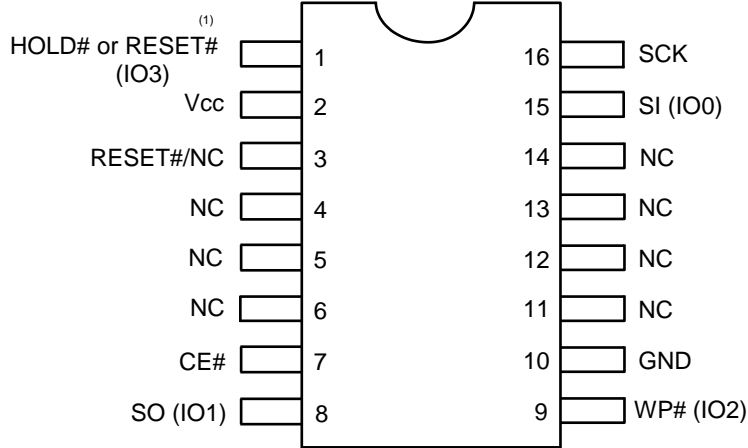 (1)
HOLD# or RESET#
(IO3)
1
16
SCK
Vcc
2
15
SI (IO0)
RESET#/NC
3
14
NC
NC
4
13
NC
NC
5
12
NC
NC
6
11
NC
CE#
7
10
GND
SO (IO1)
8
9
WP# (IO2)